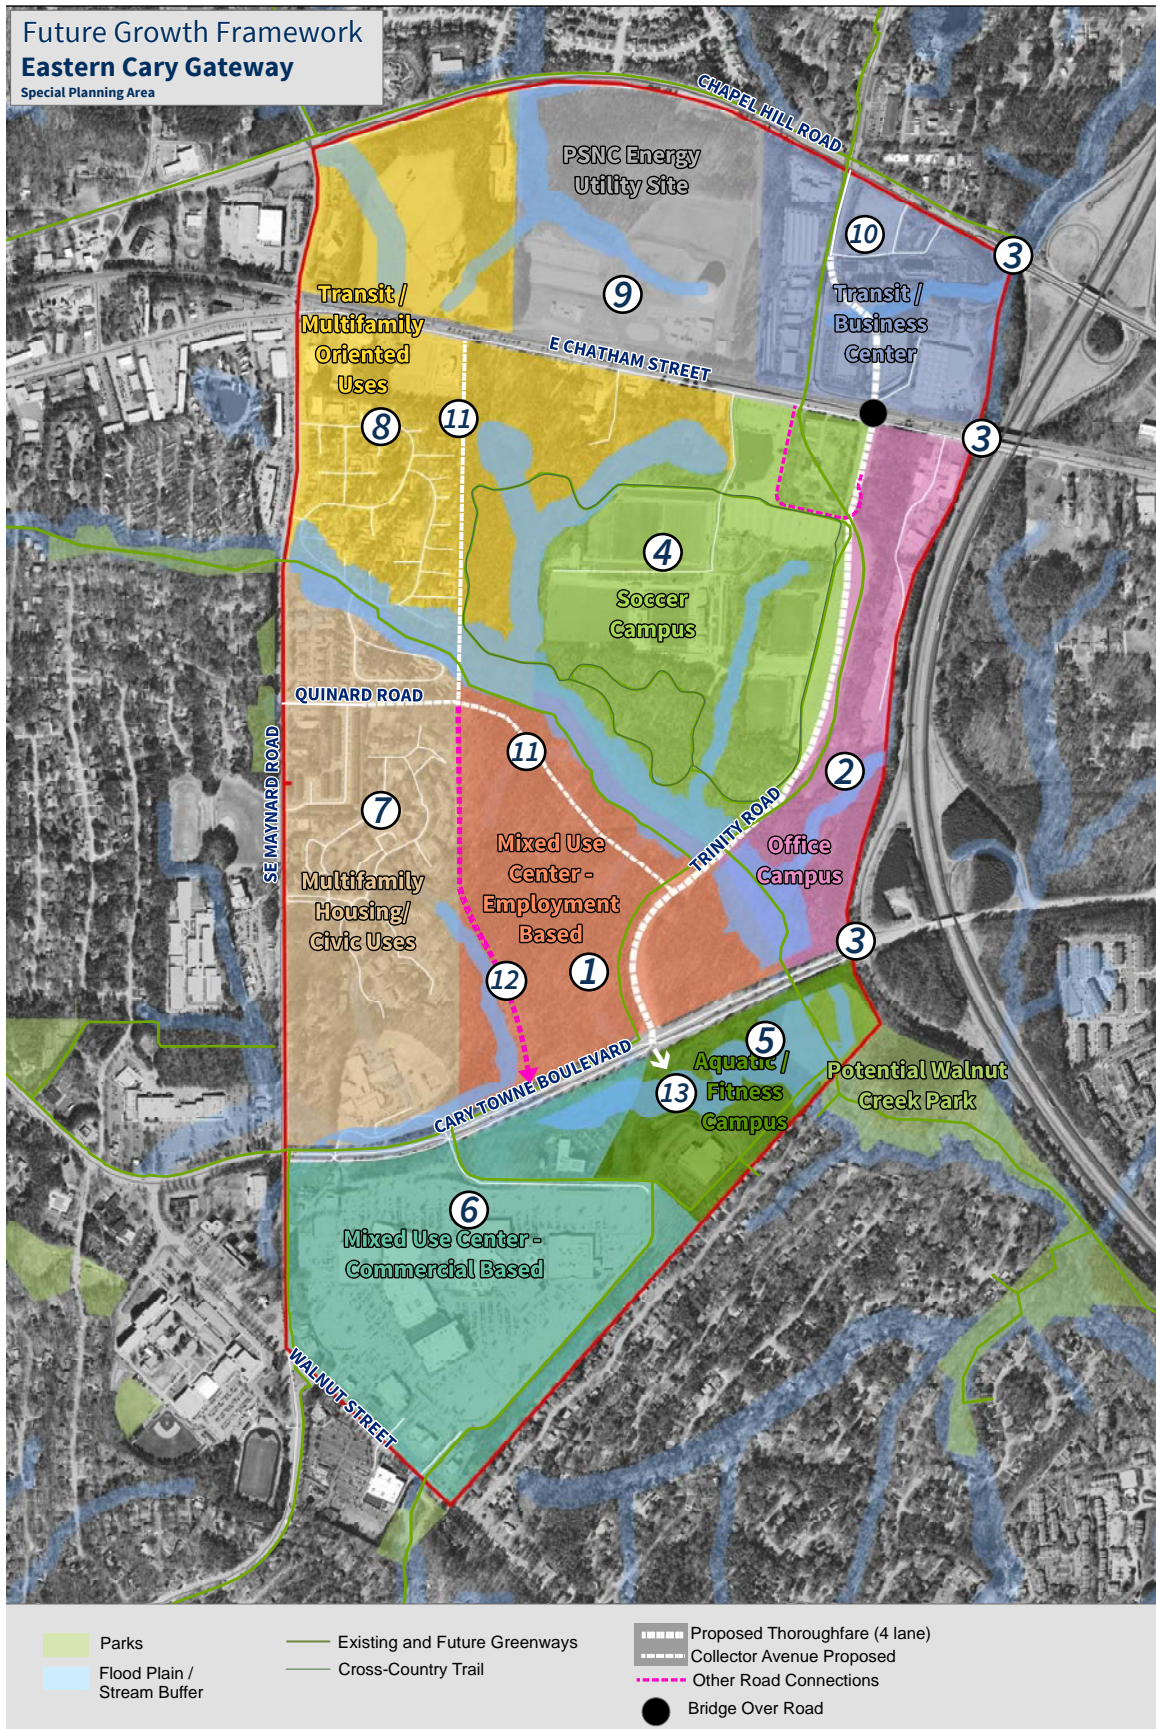 Future Growth Framework
Eastern Cary Gateway
Special Planning Area
CHAPEL HILL ROAD
PSNC Energy
Utility Site
10
3
9
Transit /
Multifamily
Oriented
Uses
Transit /
Business
Center
E CHATHAM STREET
8
11
3
4
Soccer
Campus
QUINARD ROAD
SE MAYNARD ROAD
11
2
7
TRINITY ROAD
Mixed Use
Center -
Employment
Based
Office
Campus
Multifamily
Housing/
Civic Uses
3
12
1
CARY TOWNE BOULEVARD
5
Aquatic /
Fitness
Campus
13
Potential Walnut
Creek Park
6
Mixed Use Center -
Commercial Based
WALNUT STREET
Parks
Flood Plain /
Stream Buffer
Existing and Future Greenways
Cross-Country Trail
Proposed Thoroughfare (4 lane)
Collector Avenue Proposed
Other Road Connections
Bridge Over Road